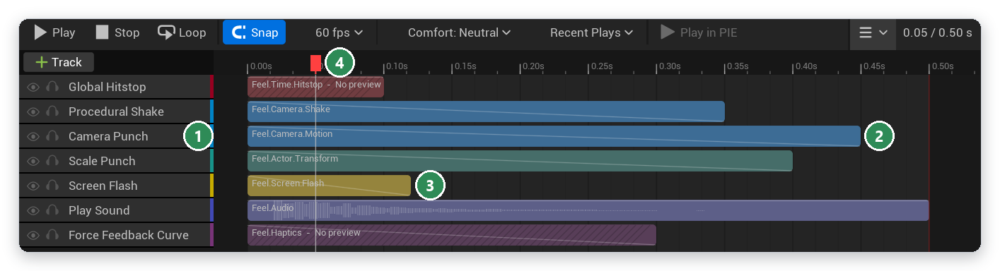 Play Stop Loop Snap 60 fps Comfort: Neutral Recent Plays Play in PIE 0.05 / 0.50 s
+ Track 4
0.00s 0.10s 0.15s 0.20s 0.25s 0.30s 0.35s 0.40s 0.45s 0.50s
Global Hitstop Feel.Time.Hitstop - No preview
Procedural Shake Feel.Camera.Shake
Camera Punch 1 Feel.Camera.Motion 2
Scale Punch Feel.Actor.Transform
Screen Flash Feel.Screen.Flash 3
Play Sound Feel.Audio
Force Feedback Curve Feel.Haptics - No preview